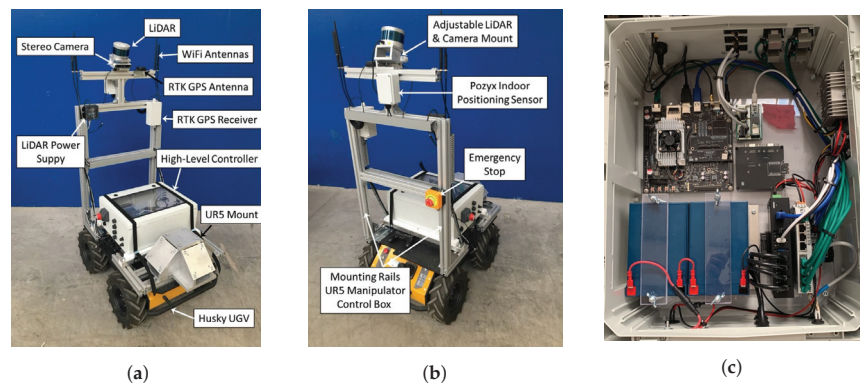 LiDAR
Stereo Camera
WiFi Antennas
RTK GPS Antenna
RTK GPS Receiver
LiDAR Power
Suppy
High-Level Controller
UR5 Mount
Husky UGV
(a)
Adjustable LiDAR
& Camera Mount
Pozyx Indoor
Positioning Sensor
Emergency
Stop
Mounting Rails
UR5 Manipulator
Control Box
(b)
(c)